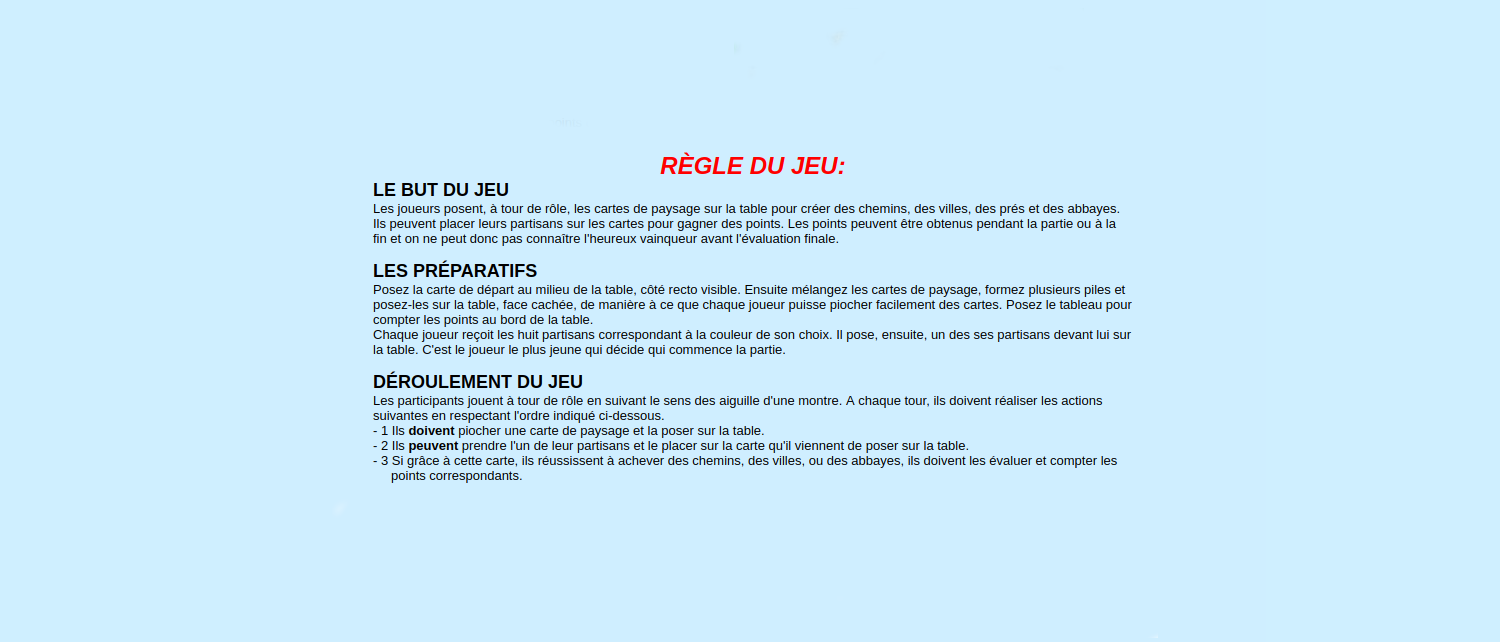 RÈGLE DU JEU:
LE BUT DU JEU
Les joueurs posent, à tour de rôle, les cartes de paysage sur la table pour créer des chemins, des villes, des prés et des abbayes.
Ils peuvent placer leurs partisans sur les cartes pour gagner des points. Les points peuvent être obtenus pendant la partie ou à la
fin et on ne peut donc pas connaître l'heureux vainqueur avant l'évaluation finale.
LES PRÉPARATIFS
Posez la carte de départ au milieu de la table, côté recto visible. Ensuite mélangez les cartes de paysage, formez plusieurs piles et
posez-les sur la table, face cachée, de manière à ce que chaque joueur puisse piocher facilement des cartes. Posez le tableau pour
compter les points au bord de la table.
Chaque joueur reçoit les huit partisans correspondant à la couleur de son choix. Il pose, ensuite, un des ses partisans devant lui sur
la table. C'est le joueur le plus jeune qui décide qui commence la partie.
DÉROULEMENT DU JEU
Les participants jouent à tour de rôle en suivant le sens des aiguille d'une montre. A chaque tour, ils doivent réaliser les actions
suivantes en respectant l'ordre indiqué ci-dessous.
- 1 Ils doivent piocher une carte de paysage et la poser sur la table.
- 2 Ils peuvent prendre l'un de leur partisans et le placer sur la carte qu'il viennent de poser sur la table.
- 3 Si grâce à cette carte, ils réussissent à achever des chemins, des villes, ou des abbayes, ils doivent les évaluer et compter les
points correspondants.